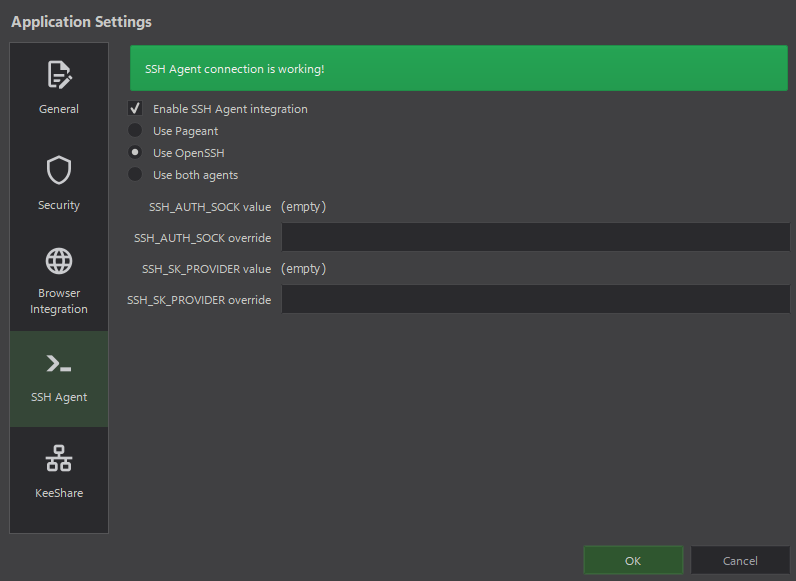 Application Settings
General
Security
Browser
Integration
SSH Agent
KeeShare
SSH Agent connection is working!
Enable SSH Agent integration
Use Pageant
Use OpenSSH
Use both agents
SSH_AUTH_SOCK value (empty)
SSH_AUTH_SOCK override
SSH_SK_PROVIDER value (empty)
SSH_SK_PROVIDER override
OK Cancel